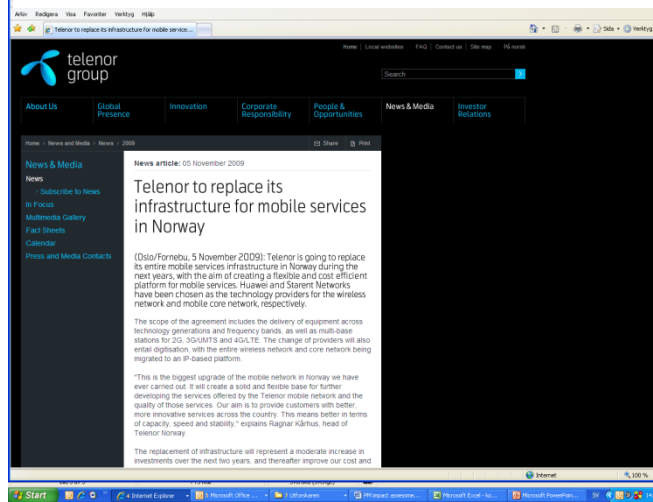 Arkiv Redigera Visa Favoriter Verktyg Hjälp
Telenor to replace its infrastructure for mobile service...
Sida Verktyg
Home Local websites FAQ Contact us Site map På norsk
telenor
group
Search
About Us Global Presence Innovation Corporate Responsibility People & Opportunities News & Media Investor Relations
Home News and Media News 2009
Share Print
News & Media
News
Subscribe to News
In Focus
Multimedia Gallery
Fact Sheets
Calendar
Press and Media Contacts
News article: 05 November 2009
Telenor to replace its
infrastructure for mobile services
in Norway
(Oslo/Fornebu, 5 November 2009): Telenor is going to replace
its entire mobile services infrastructure in Norway during the
next years, with the aim of creating a flexible and cost efficient
platform for mobile services. Huawei and Starent Networks
have been chosen as the technology providers for the wireless
network and mobile core network, respectively.
The scope of the agreement includes the delivery of equipment across
technology generations and frequency bands, as well as multi-base
stations for 2G, 3G/UMTS and 4G/LTE. The change of providers will also
entail digitisation, with the entire wireless network and core network being
migrated to an IP-based platform.
"This is the biggest upgrade of the mobile network in Norway we have
ever carried out. It will create a solid and flexible base for further
developing the services offered by the Telenor mobile network and the
quality of those services. Our aim is to provide customers with better,
more innovative services across the country. This means better in terms
of capacity, speed and stability," explains Ragnar Kårhus, head of
Telenor Norway.
The replacement of infrastructure will represent a moderate increase in
investments over the next two years, and thereafter improve our cost and
Internet 100 %
Start 4 Internet Explorer 5 Microsoft Office ... 7 Utforskaren PM impact assessme... Microsoft Excel - ko... Microsoft PowerPoin... SV